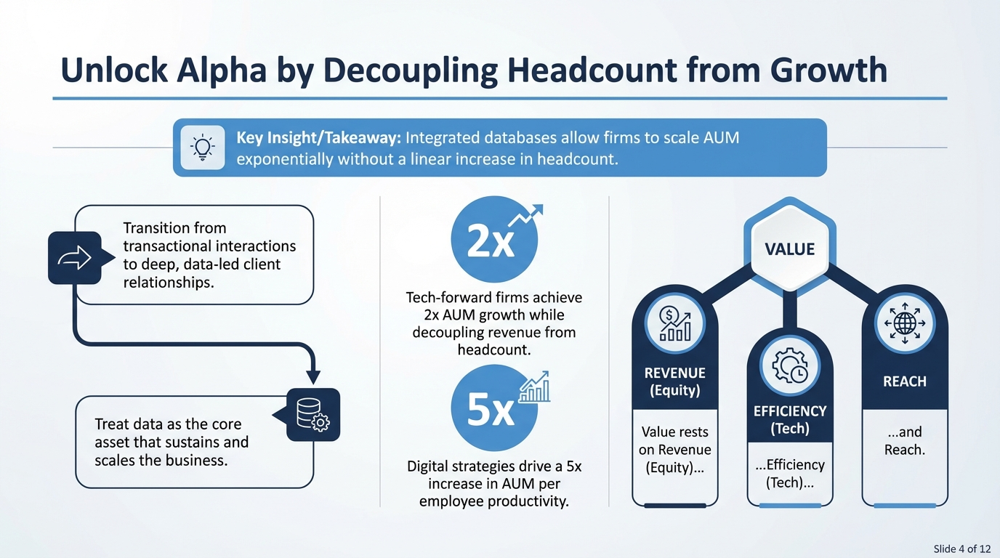 Unlock Alpha by Decoupling Headcount from Growth
Key Insight/Takeaway: Integrated databases allow firms to scale AUM
exponentially without a linear increase in headcount.
Transition from
transactional interactions
to deep, data-led client
relationships.
Treat data as the core
asset that sustains and
scales the business.
2x
Tech-forward firms achieve
2x AUM growth while
decoupling revenue from
headcount.
5x
Digital strategies drive a 5x
increase in AUM per
employee productivity.
VALUE
$
REVENUE
(Equity)
Value rests
on Revenue
(Equity)...
EFFICIENCY
(Tech)
...Efficiency
(Tech)...
REACH
...and
Reach.
Slide 4 of 12